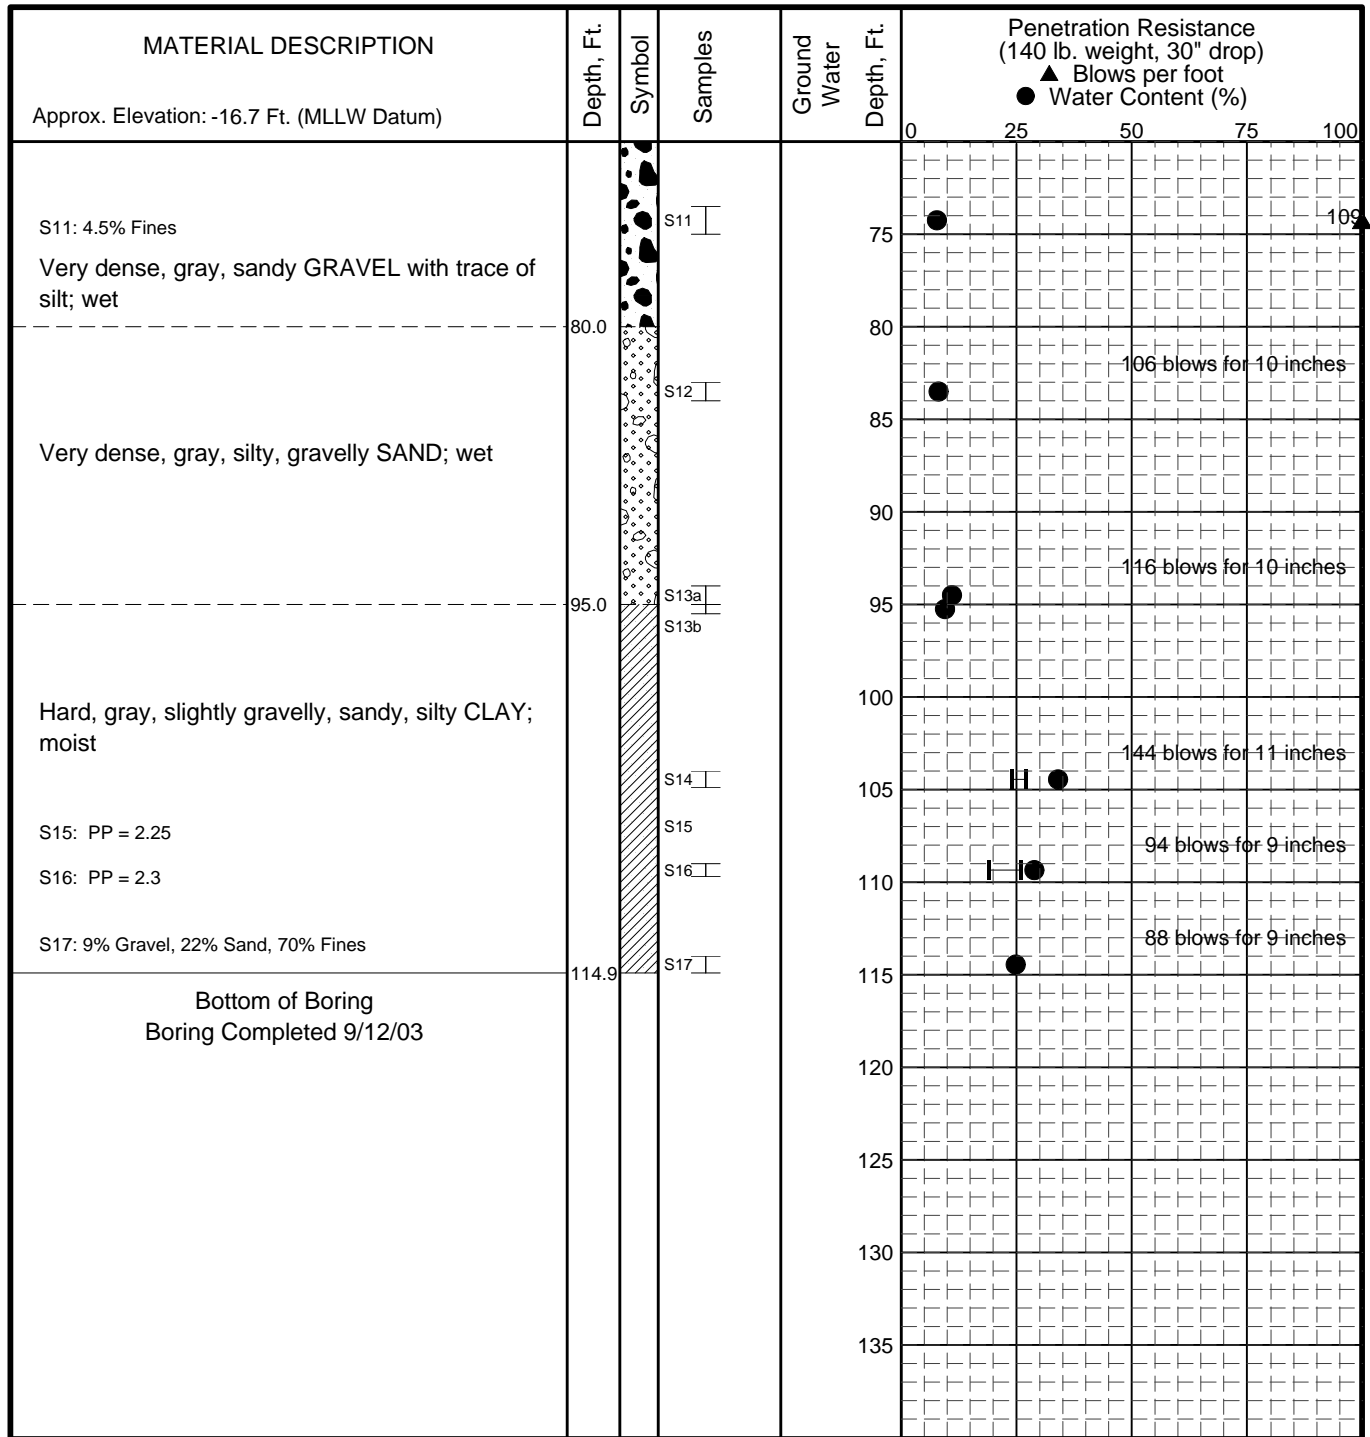 MATERIAL DESCRIPTION
Approx. Elevation: -16.7 Ft. (MLLW Datum)
Depth, Ft.
Symbol
Samples
Ground
Water
Depth, Ft.
Penetration Resistance
(140 lb. weight, 30" drop)
▲ Blows per foot
● Water Content (%)
0 25 50 75 100
S11: 4.5% Fines
S11
109
75
Very dense, gray, sandy GRAVEL with trace of
silt; wet
80.0
80
106 blows for 10 inches
S12
85
Very dense, gray, silty, gravelly SAND; wet
90
116 blows for 10 inches
S13a
95.0
95
S13b
100
Hard, gray, slightly gravelly, sandy, silty CLAY;
moist
144 blows for 11 inches
S14
105
S15: PP = 2.25
S15
94 blows for 9 inches
S16: PP = 2.3
S16
110
S17: 9% Gravel, 22% Sand, 70% Fines
88 blows for 9 inches
S17
114.9
115
Bottom of Boring
Boring Completed 9/12/03
120
125
130
135